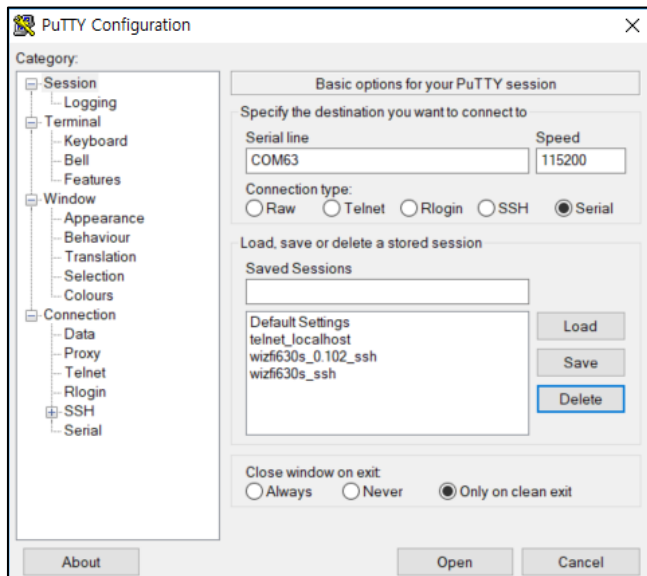 PuTTY Configuration
Category:
Session
Logging
Terminal
Keyboard
Bell
Features
Window
Appearance
Behaviour
Translation
Selection
Colours
Connection
Data
Proxy
Telnet
Rlogin
SSH
Serial
Basic options for your PuTTY session
Specify the destination you want to connect to
Serial line Speed
COM63 115200
Connection type:
Raw Telnet Rlogin SSH Serial
Load, save or delete a stored session
Saved Sessions
Default Settings
telnet_localhost
wizfi630s_0.102_ssh
wizfi630s_ssh
Load
Save
Delete
Close window on exit:
Always Never Only on clean exit
About Open Cancel